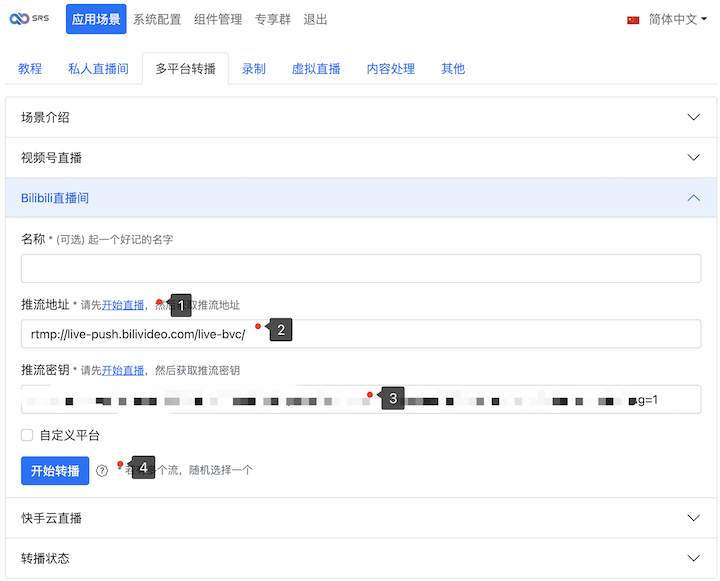 SRS 应用场景 系统配置 组件管理 专享群 退出 简体中文
教程 私人直播间 多平台转播 录制 虚拟直播 内容处理 其他
场景介绍
视频号直播
Bilibili直播间
名称 * (可选) 起一个好记的名字
推流地址 * 请先开始直播，然后 1 取推流地址
rtmp://live-push.bilivideo.com/live-bvc/ 2
推流密钥 * 请先开始直播，然后获取推流密钥
3 g=1
自定义平台
开始转播 ? * 4 个流，随机选择一个
快手云直播
转播状态